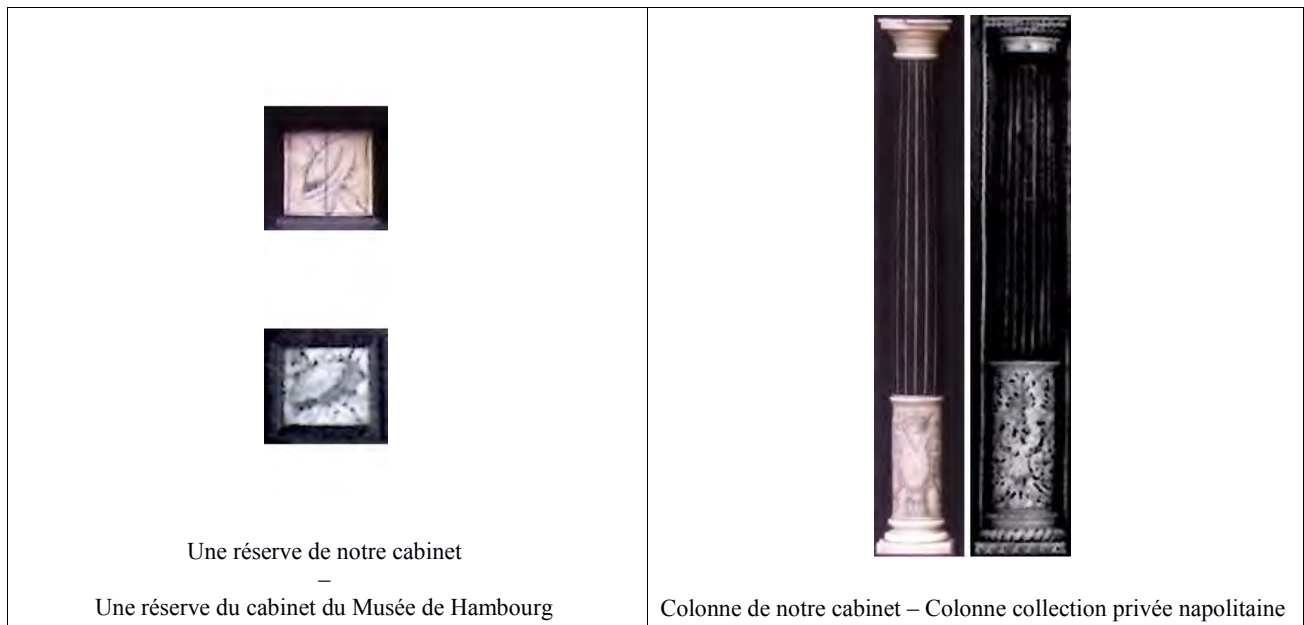 Une réserve de notre cabinet
–
Une réserve du cabinet du Musée de Hambourg
Colonne de notre cabinet – Colonne collection privée napolitaine